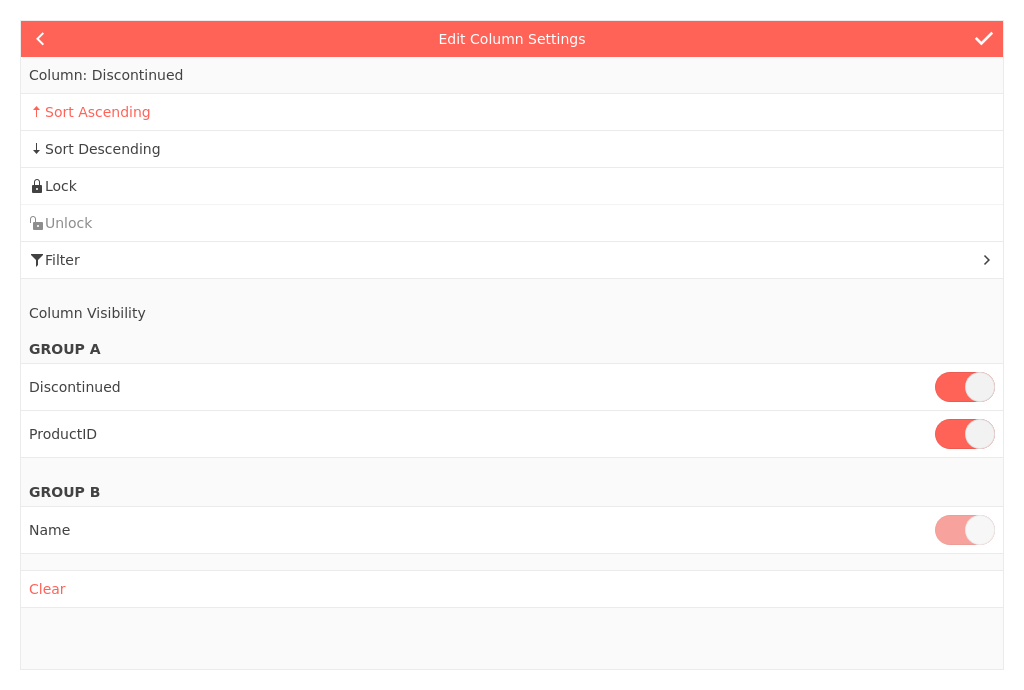 Edit Column Settings
Column: Discontinued
Sort Ascending
Sort Descending
Lock
Unlock
Filter
Column Visibility
GROUP A
Discontinued
ProductID
GROUP B
Name
Clear